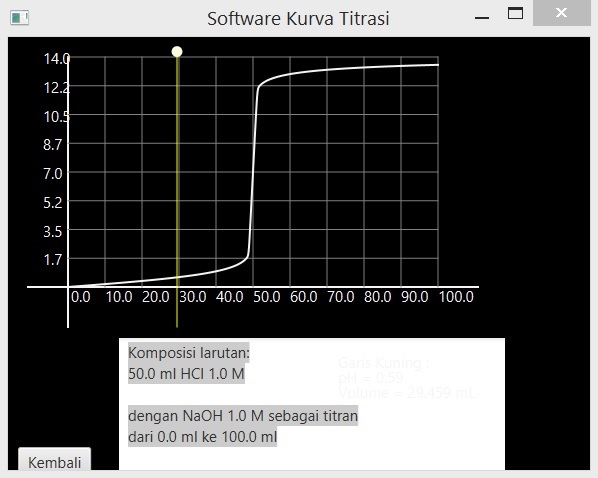 Software Kurva Titrasi
14.0
12.2
10.5
8.7
7.0
5.2
3.5
1.7
0.0 10.0 20.0 30.0 40.0 50.0 60.0 70.0 80.0 90.0 100.0
Komposisi larutan:
50.0 ml HCl 1.0 M
dengan NaOH 1.0 M sebagai titran
dari 0.0 ml ke 100.0 ml
Garis Kuning :
pH = 0.59
Volume = 29.459 mL
Kembali